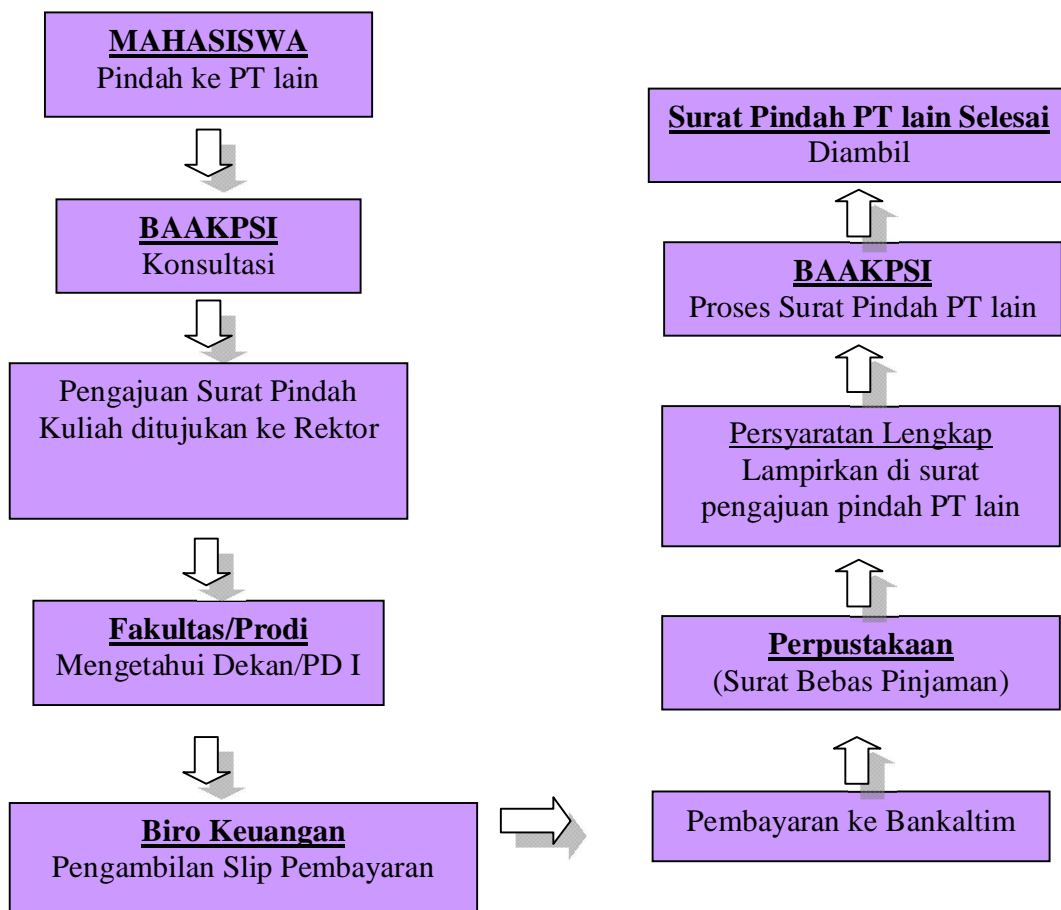 MAHASISWA
Pindah ke PT lain
BAAKPSI
Konsultasi
Pengajuan Surat Pindah
Kuliah ditujukan ke Rektor
Fakultas/Prodi
Mengetahui Dekan/PD I
Biro Keuangan
Pengambilan Slip Pembayaran
Pembayaran ke Bankaltim
Perpustakaan
(Surat Bebas Pinjaman)
Persyaratan Lengkap
Lampirkan di surat
pengajuan pindah PT lain
BAAKPSI
Proses Surat Pindah PT lain
Surat Pindah PT lain Selesai
Diambil